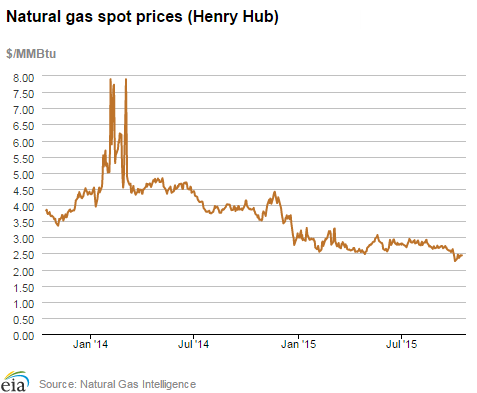 Natural gas spot prices (Henry Hub)
$/MMBtu
8.00
7.50
7.00
6.50
6.00
5.50
5.00
4.50
4.00
3.50
3.00
2.50
2.00
1.50
1.00
0.50
0.00
Jan '14
Jul '14
Jan '15
Jul '15
eia
Source: Natural Gas Intelligence